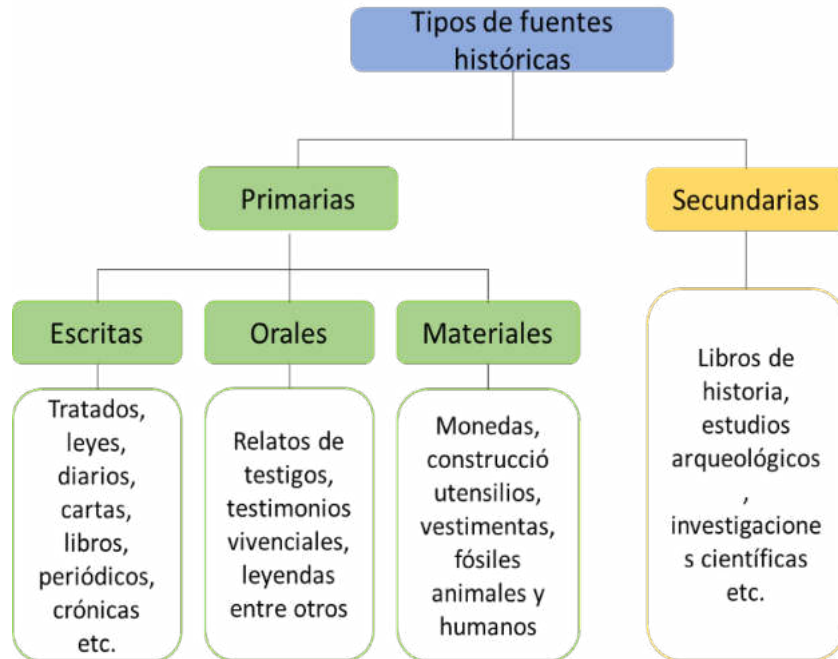 Tipos de fuentes
históricas
Primarias
Secundarias
Escritas
Orales
Materiales
Tratados,
leyes,
diarios,
cartas,
libros,
periódicos,
crónicas
etc.
Relatos de
testigos,
testimonios
vivenciales,
leyendas
entre otros
Monedas,
construcció
utensilios,
vestimentas,
fósiles
animales y
humanos
Libros de
historia,
estudios
arqueológicos
,
investigacione
s científicas
etc.